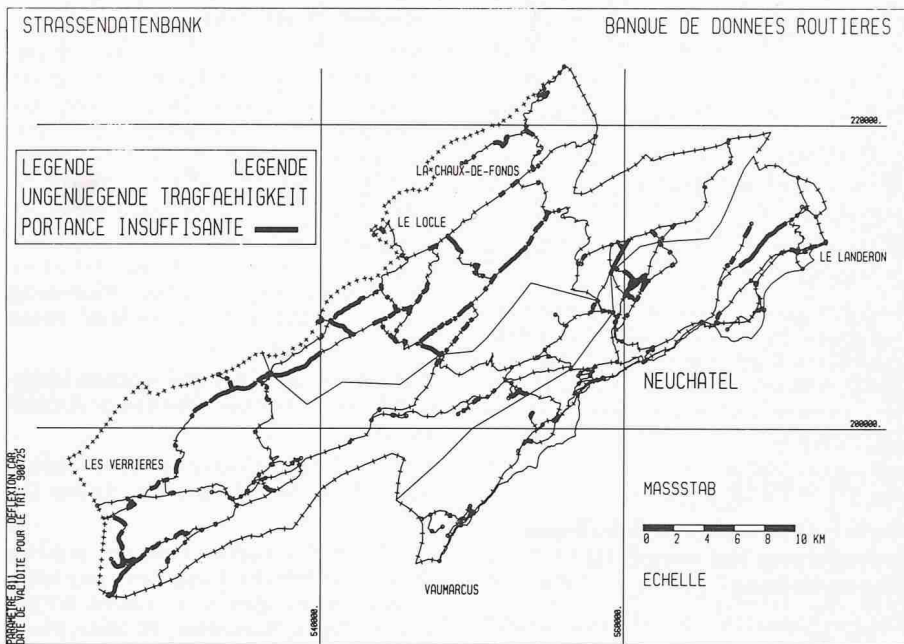 STRASSENDATENBANK
BANQUE DE DONNEES ROUTIERES
220000.
LEGENDE LEGENDE
UNGENUEGENDE TRAGFAEHIGKEIT
PORTANCE INSUFFISANTE
LA CHAUX-DE-FONDS
LE LOCLE
LE LANDERON
NEUCHATEL
200000.
LES VERRIERES
MASSSTAB
0 2 4 6 8 10 KM
ECHELLE
VAUMARCUS
540000.
560000.
PARAMETRE B11 DEFLEXION CAR.
DATE DE VALIDITE POUR LE TRI: 900725